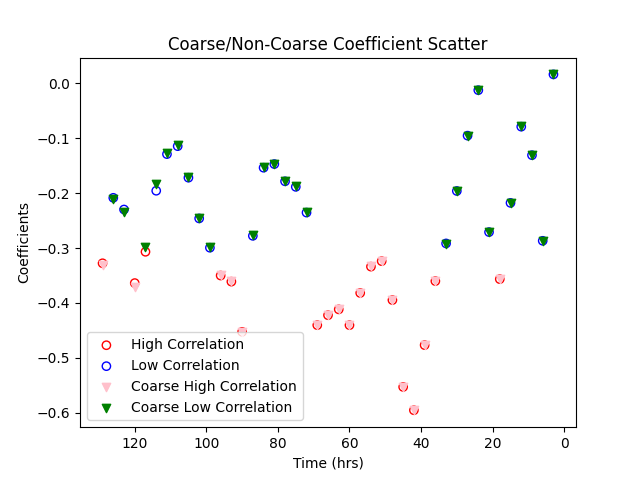 Coarse/Non-Coarse Coefficient Scatter
Coefficients
0.0
−0.1
−0.2
−0.3
−0.4
−0.5
−0.6
High Correlation
Low Correlation
Coarse High Correlation
Coarse Low Correlation
120 100 80 60 40 20 0
Time (hrs)